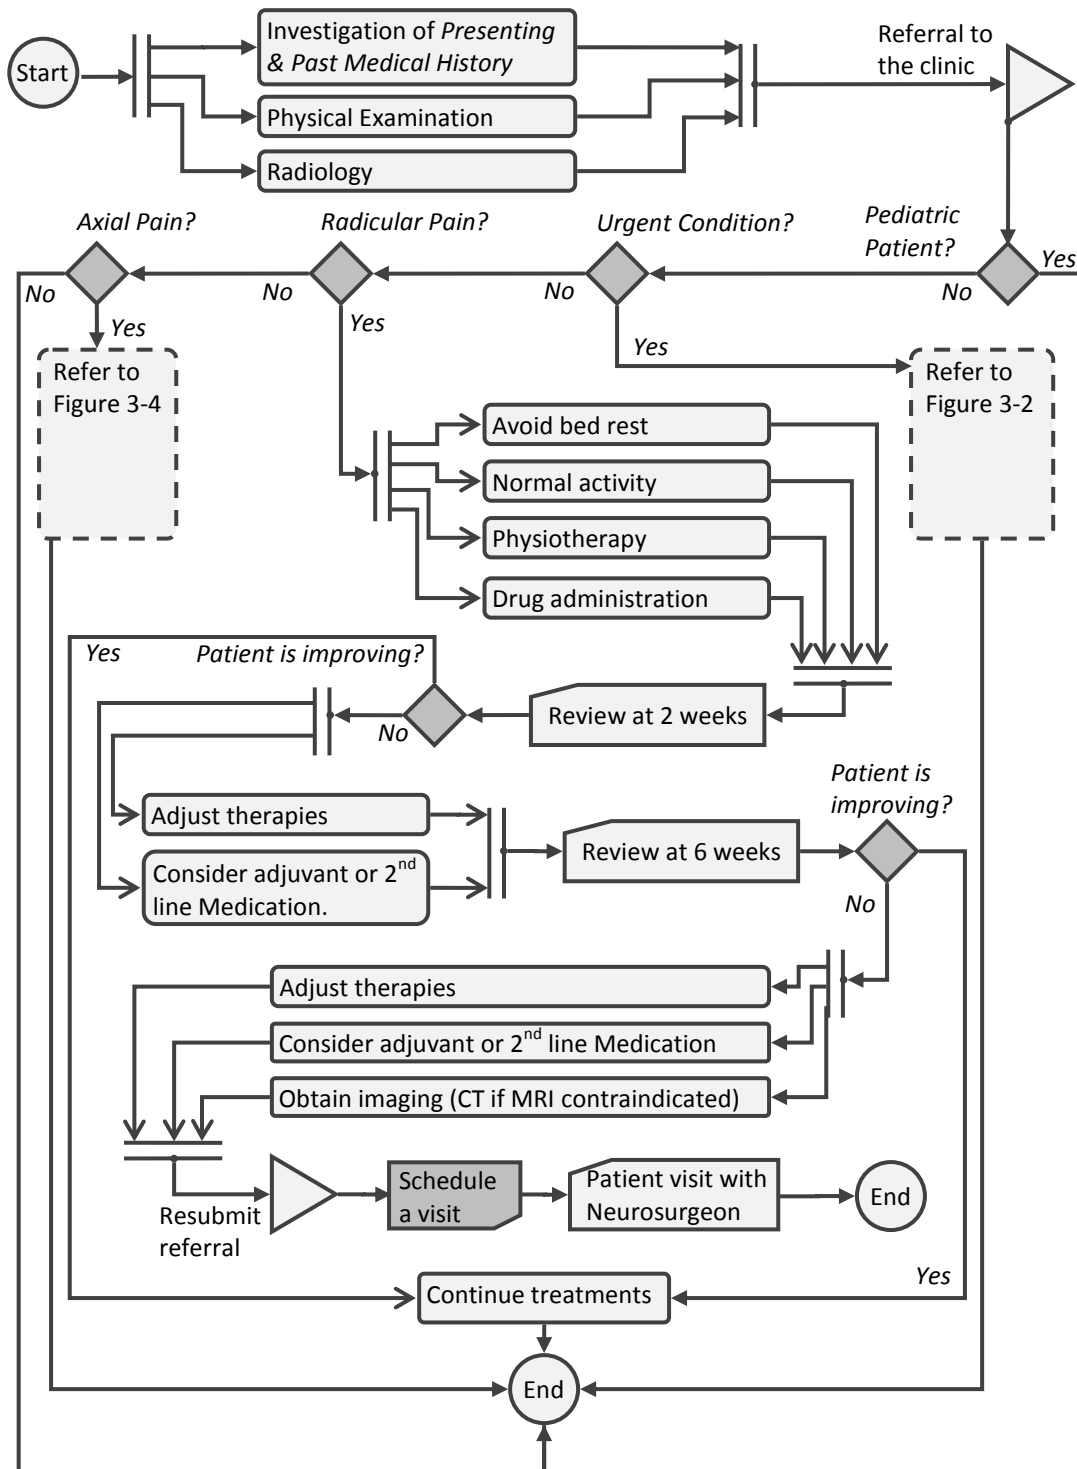 Start
Investigation of Presenting
& Past Medical History
Physical Examination
Radiology
Referral to
the clinic
Axial Pain?
Radicular Pain?
Urgent Condition?
Pediatric
Patient?
Yes
No
No
No
No
Yes
Yes
Yes
Refer to
Figure 3-4
Refer to
Figure 3-2
Avoid bed rest
Normal activity
Physiotherapy
Drug administration
Yes
Patient is improving?
No
Review at 2 weeks
Patient is
improving?
Adjust therapies
Consider adjuvant or 2nd
line Medication.
Review at 6 weeks
No
Adjust therapies
Consider adjuvant or 2nd line Medication
Obtain imaging (CT if MRI contraindicated)
Resubmit
referral
Schedule
a visit
Patient visit with
Neurosurgeon
End
Yes
Continue treatments
End